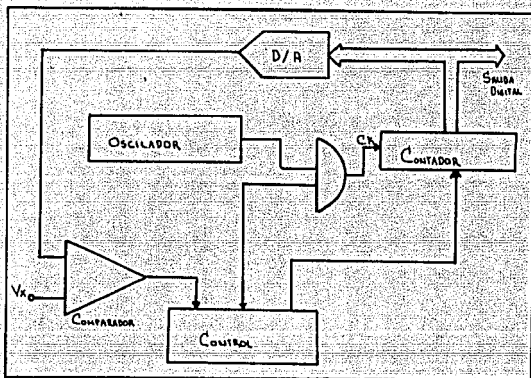 D/A
SALIDA
DIGITAL
OSCILADOR
CK
CONTADOR
VX
COMPARADOR
CONTROL